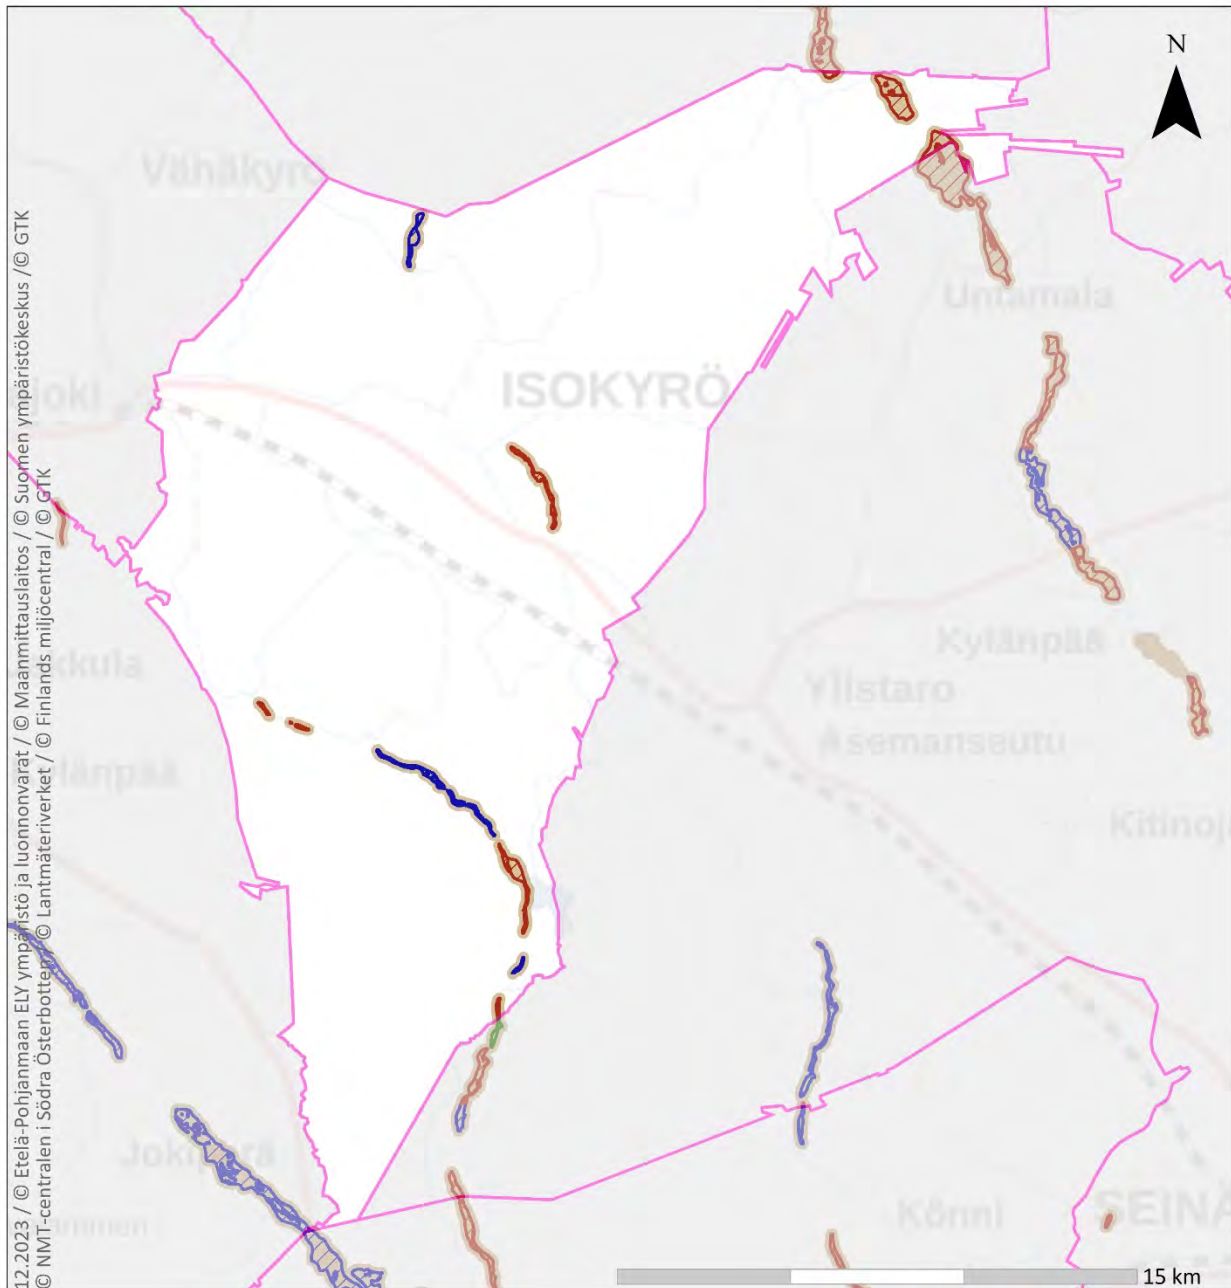 N
Vähäkyrö
Untamala
ISOKYRÖ
Kylänpää
Ylistaro
Asemanseutu
Kylänpää
Könni
15 km
12.2023 / © Etelä-Pohjanmaan ELY ympäristö ja luonnonvarat / © Maanmittauslaitos / © Suomen ympäristökeskus / © GTK
© NMT-centralen i Södra Österbotten / © Lantmäteriverket / © Finlands miljöcentral / © GTK